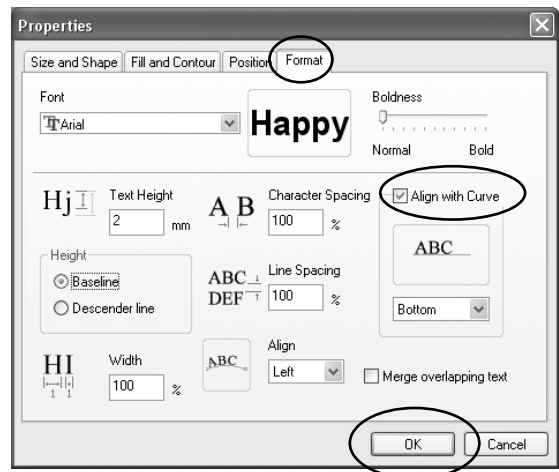 Properties
Size and Shape Fill and Contour Position Format
Font
Arial
Happy
Boldness
Normal Bold
Hj
Text Height
2 mm
A B
Character Spacing
100 %
Align with Curve
ABC
Bottom
Height
Baseline
Descender line
ABC
DEF
Line Spacing
100 %
HI
1 1
Width
100 %
ABC
Align
Left
Merge overlapping text
OK Cancel